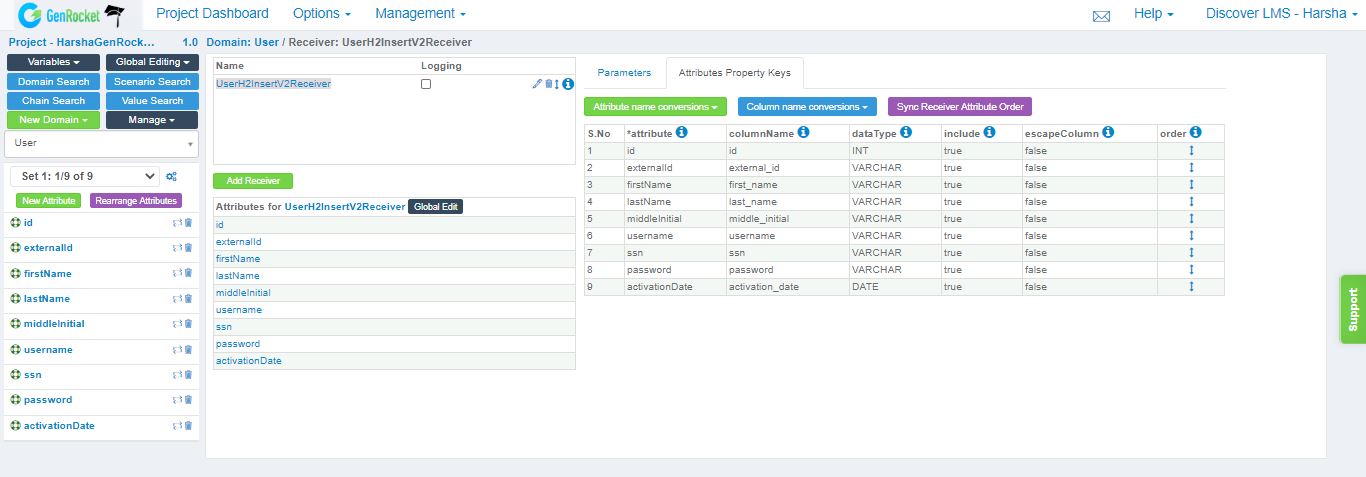 GenRocket
Project Dashboard Options Management Help Discover LMS - Harsha
Project - HarshaGenRock... 1.0 Domain: User / Receiver: UserH2InsertV2Receiver
Variables Global Editing
Domain Search Scenario Search
Chain Search Value Search
New Domain Manage
User
Set 1: 1/9 of 9
New Attribute Rearrange Attributes
id
externalId
firstName
lastName
middleInitial
username
ssn
password
activationDate
Name Logging
UserH2InsertV2Receiver
Add Receiver
Attributes for UserH2InsertV2Receiver Global Edit
id
externalId
firstName
lastName
middleInitial
username
ssn
password
activationDate
Parameters Attributes Property Keys
Attribute name conversions Column name conversions Sync Receiver Attribute Order
S.No *attribute columnName dataType include escapeColumn order
1 id id INT true false
2 externalId external_id VARCHAR true false
3 firstName first_name VARCHAR true false
4 lastName last_name VARCHAR true false
5 middleInitial middle_initial VARCHAR true false
6 username username VARCHAR true false
7 ssn ssn VARCHAR true false
8 password password VARCHAR true false
9 activationDate activation_date DATE true false
Support